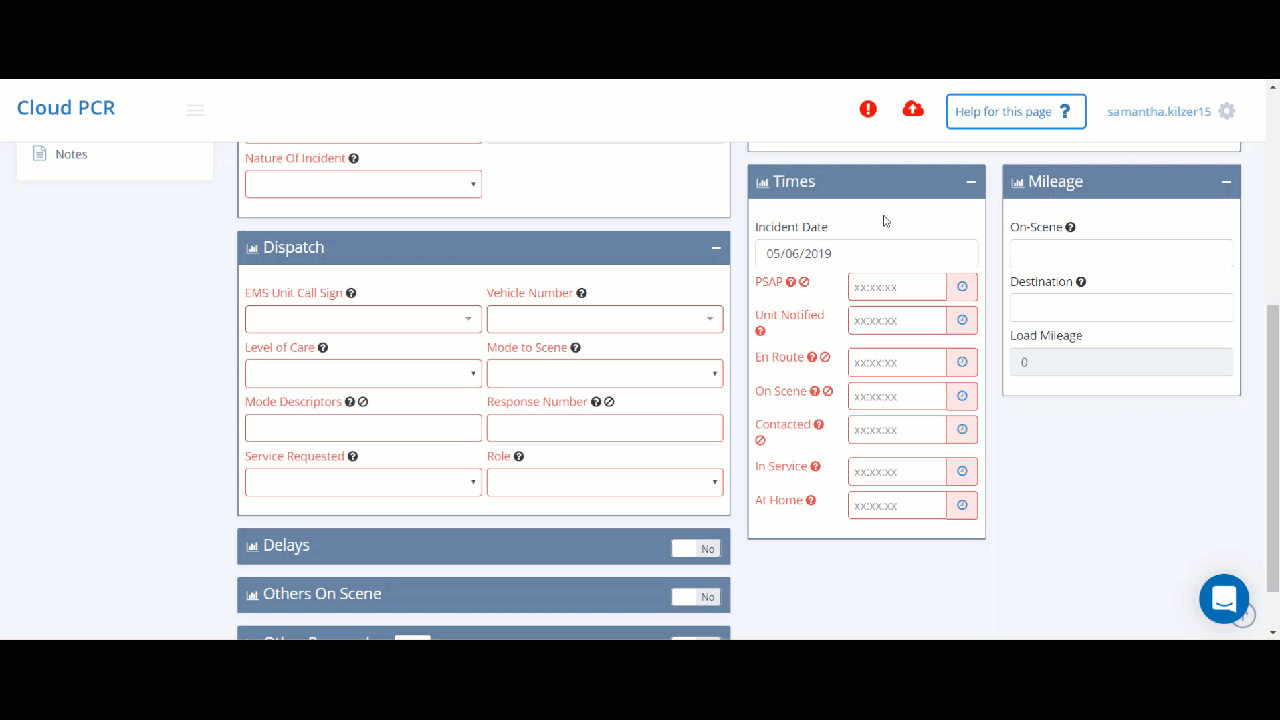 Cloud PCR
Help for this page ?
samantha.kilzer15
Notes
Nature Of Incident
Dispatch
EMS Unit Call Sign
Vehicle Number
Level of Care
Mode to Scene
Mode Descriptors
Response Number
Service Requested
Role
Delays
No
Others On Scene
No
Times
Incident Date
05/06/2019
PSAP
xx:xx:xx
Unit Notified
xx:xx:xx
En Route
xx:xx:xx
On Scene
xx:xx:xx
Contacted
xx:xx:xx
In Service
xx:xx:xx
At Home
xx:xx:xx
Mileage
On-Scene
Destination
Load Mileage
0